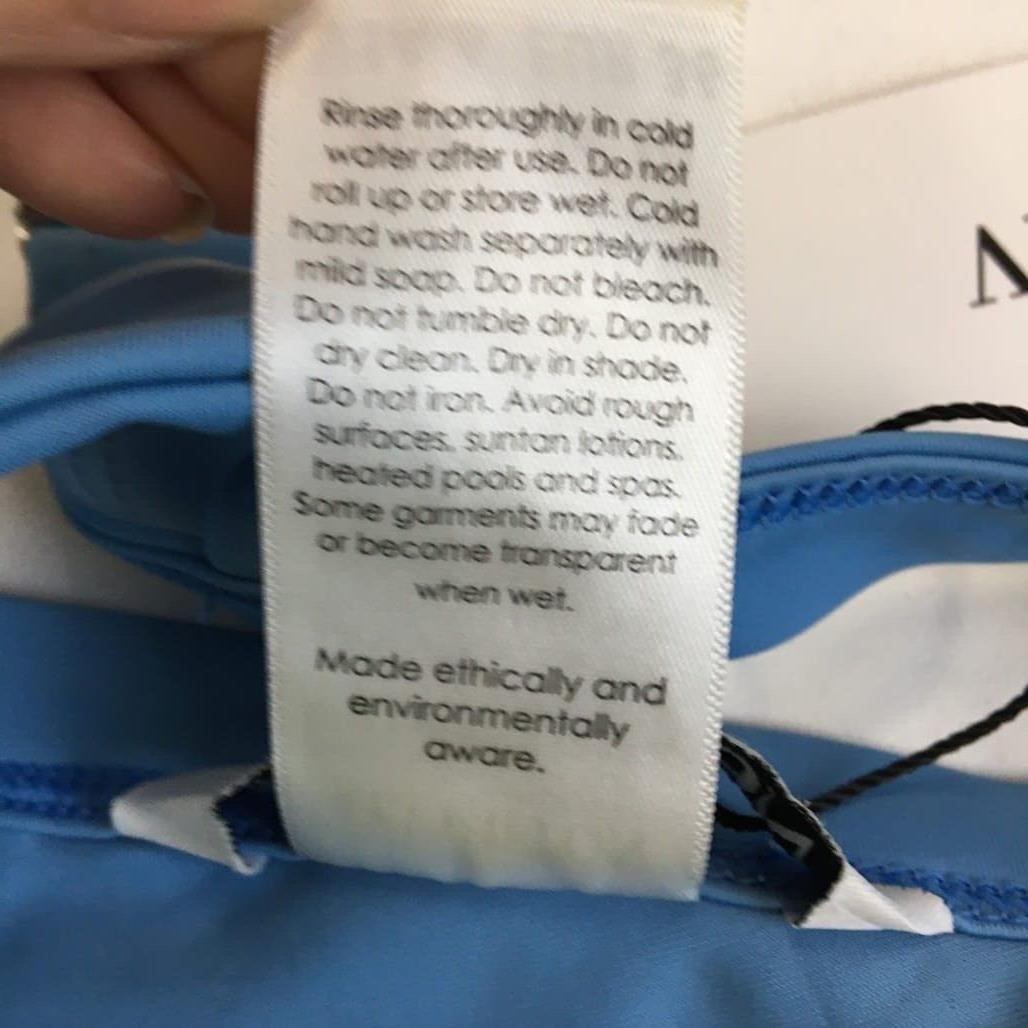 Rinse thoroughly in cold
water after use. Do not
roll up or store wet. Cold
hand wash separately with
mild soap. Do not bleach.
Do not tumble dry. Do not
dry clean. Dry in shade.
Do not iron. Avoid rough
surfaces, suntan lotions,
heated pools and spas.
Some garments may fade
or become transparent
when wet.
Made ethically and
environmentally
aware.